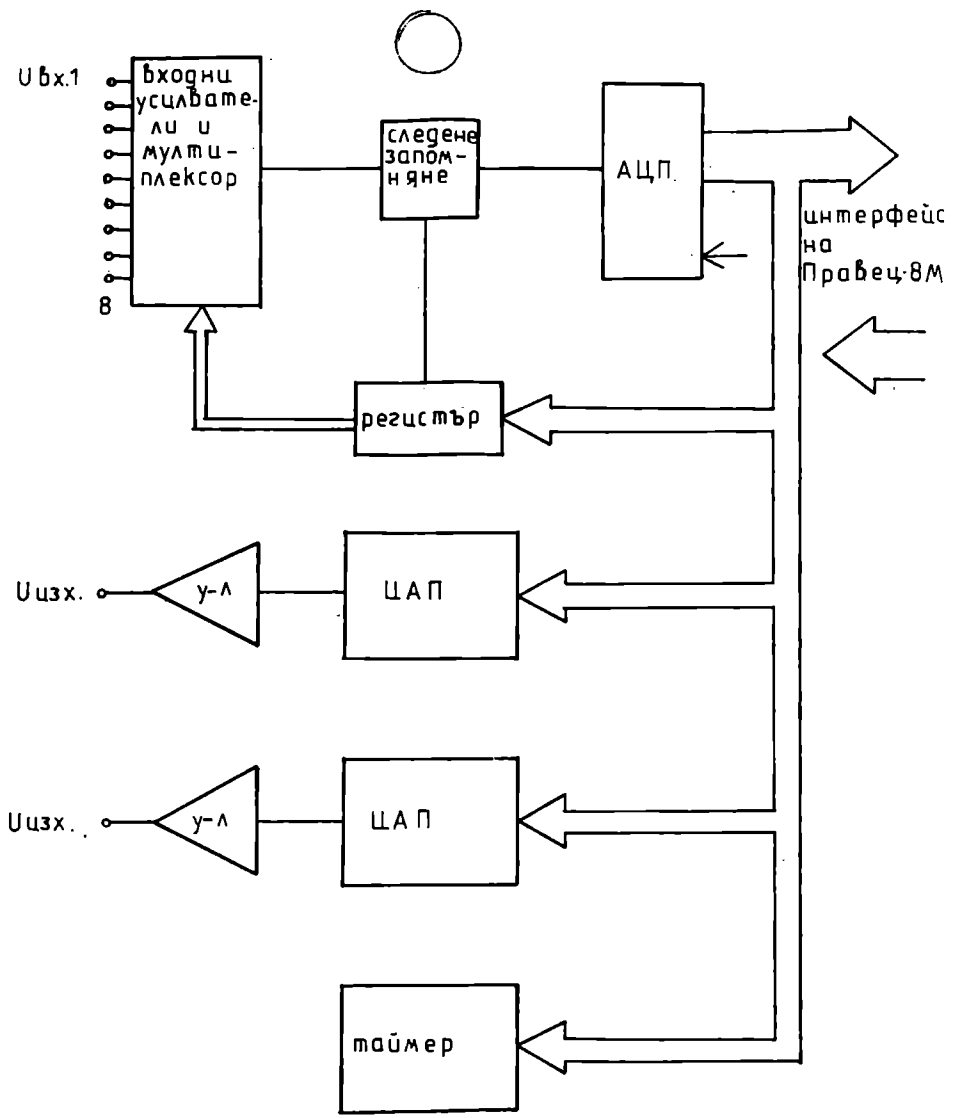 Uвх.1
входни
усилвате-
ли и
мулти-
плексор
8
следене
запом-
няне
АЦП.
интерфейс
на
Правец-8М
регистър
Uизх.
у-л
ЦАП
Uизх.
у-л
ЦАП
таймер